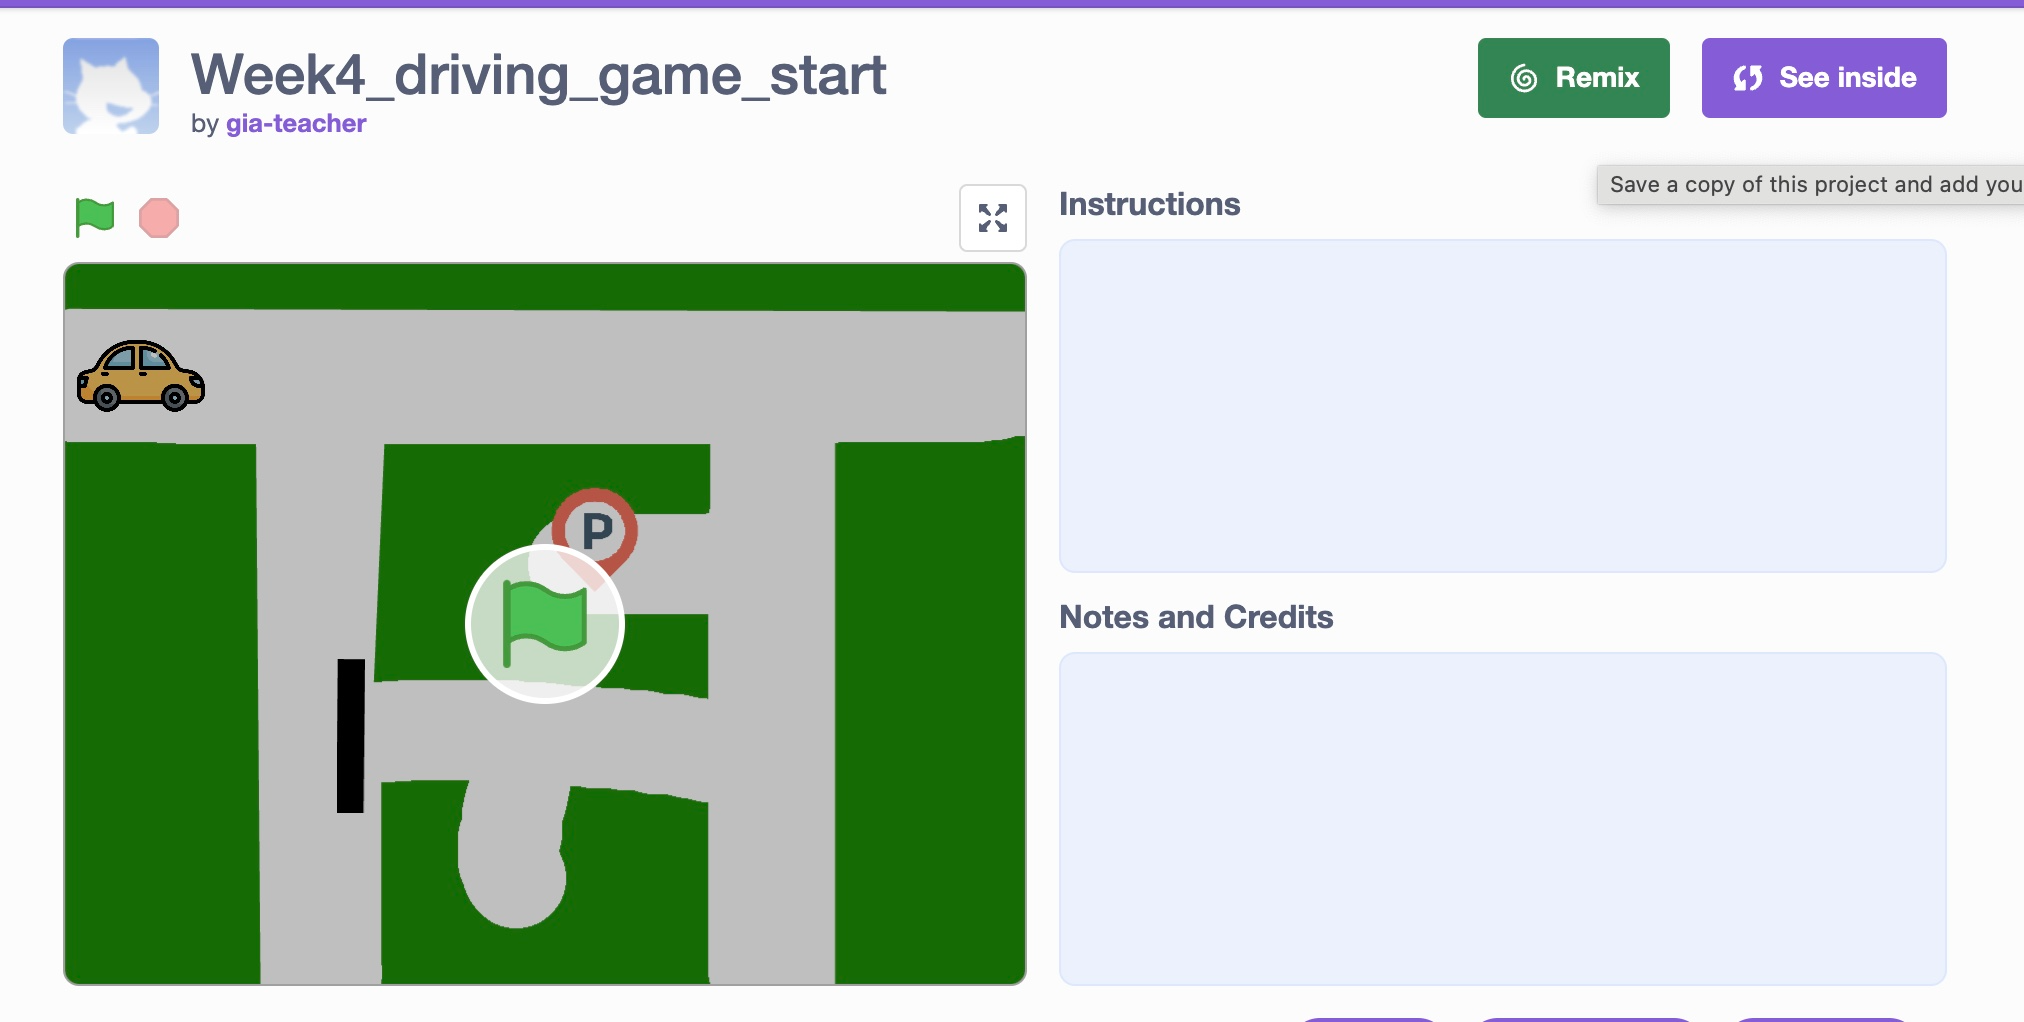 Week4_driving_game_start
by gia-teacher
Remix
See inside
Save a copy of this project and add you
Instructions
P
Notes and Credits